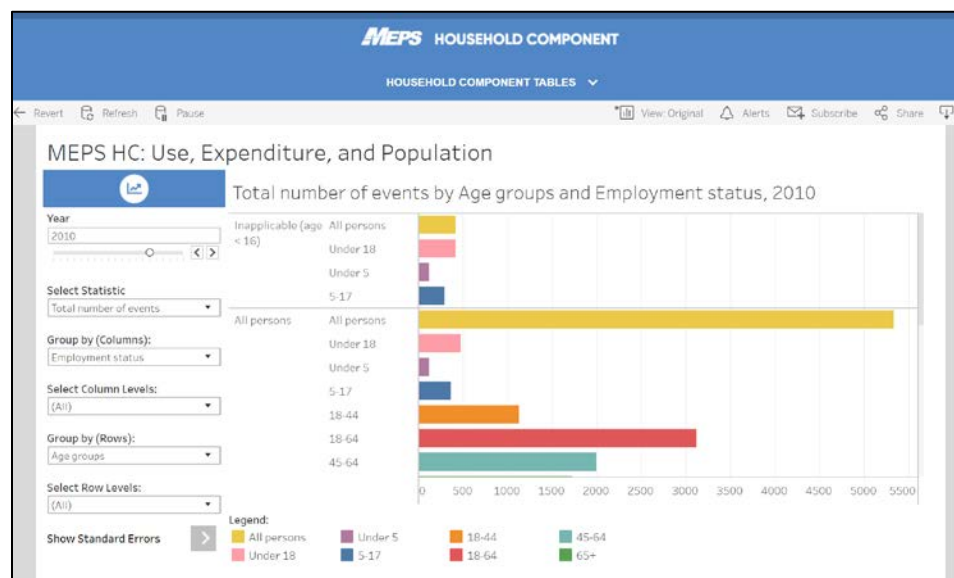 MEPS HOUSEHOLD COMPONENT
HOUSEHOLD COMPONENT TABLES
Revert Refresh Pause View: Original Alerts Subscribe Share
MEPS HC: Use, Expenditure, and Population
Total number of events by Age groups and Employment status, 2010
Year
2010
Select Statistic
Total number of events
Group by (Columns):
Employment status
Select Column Levels:
(All)
Group by (Rows):
Age groups
Select Row Levels:
(All)
Show Standard Errors
Inapplicable (age All persons
< 16) Under 18
Under 5
5-17
All persons All persons
Under 18
Under 5
5-17
18-44
18-64
45-64
0 500 1000 1500 2000 2500 3000 3500 4000 4500 5000 5500
Legend:
All persons Under 5 18-44 45-64
Under 18 5-17 18-64 65+